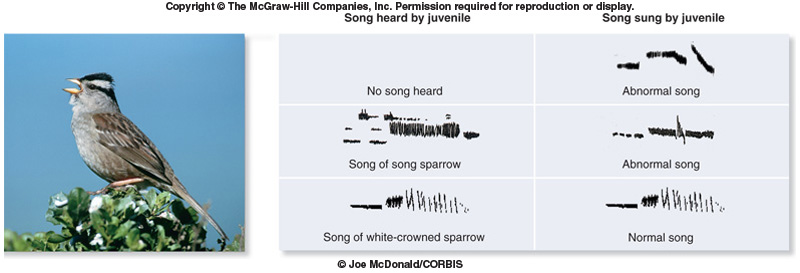 Copyright © The McGraw-Hill Companies, Inc. Permission required for reproduction or display.
Song heard by juvenile
Song sung by juvenile
No song heard
Abnormal song
Song of song sparrow
Abnormal song
Song of white-crowned sparrow
Normal song
© Joe McDonald/CORBIS